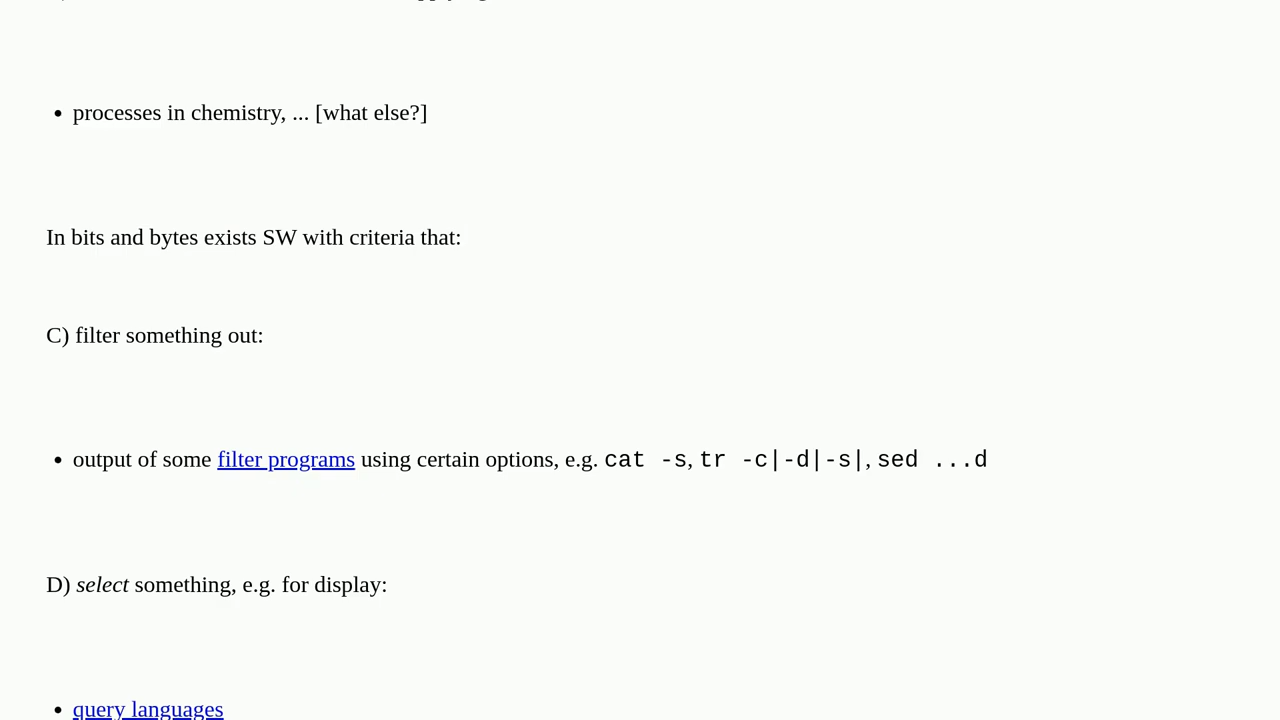 • processes in chemistry, ... [what else?]
In bits and bytes exists SW with criteria that:
C) filter something out:
• output of some filter programs using certain options, e.g. cat -s, tr -c|-d|-s|, sed ...d
D) select something, e.g. for display:
• query languages